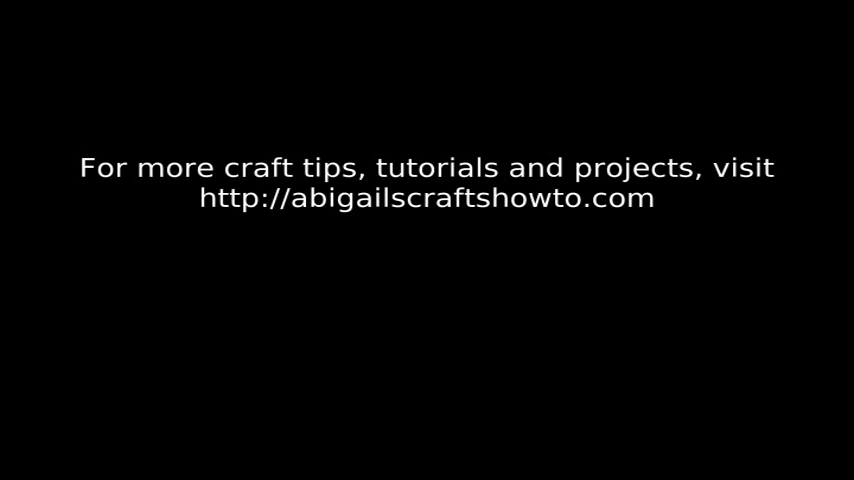 For more craft tips, tutorials and projects, visit
http://abigailscraftshowto.com